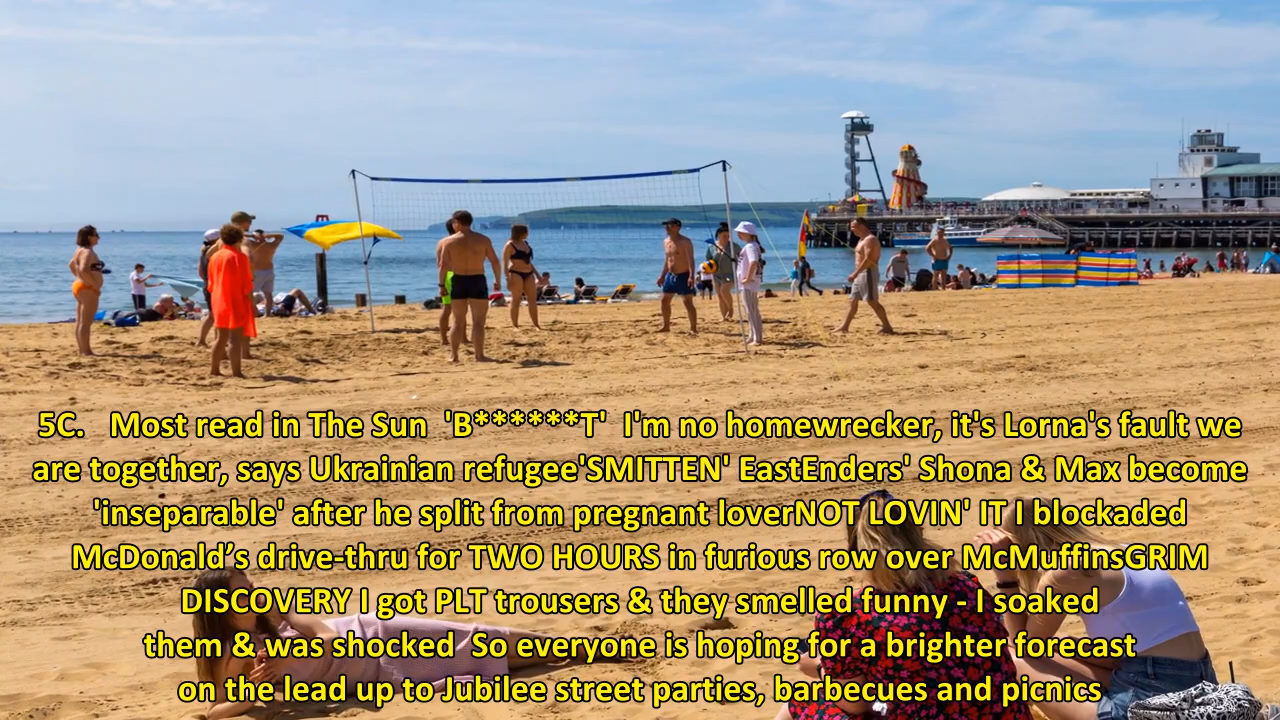 5C.   Most read in The Sun  'B******T'  I'm no homewrecker, it's Lorna's fault we
are together, says Ukrainian refugee'SMITTEN' EastEnders' Shona & Max become
'inseparable' after he split from pregnant loverNOT LOVIN' IT I blockaded
McDonald’s drive-thru for TWO HOURS in furious row over McMuffinsGRIM
DISCOVERY I got PLT trousers & they smelled funny - I soaked
them & was shocked  So everyone is hoping for a brighter forecast
on the lead up to Jubilee street parties, barbecues and picnics